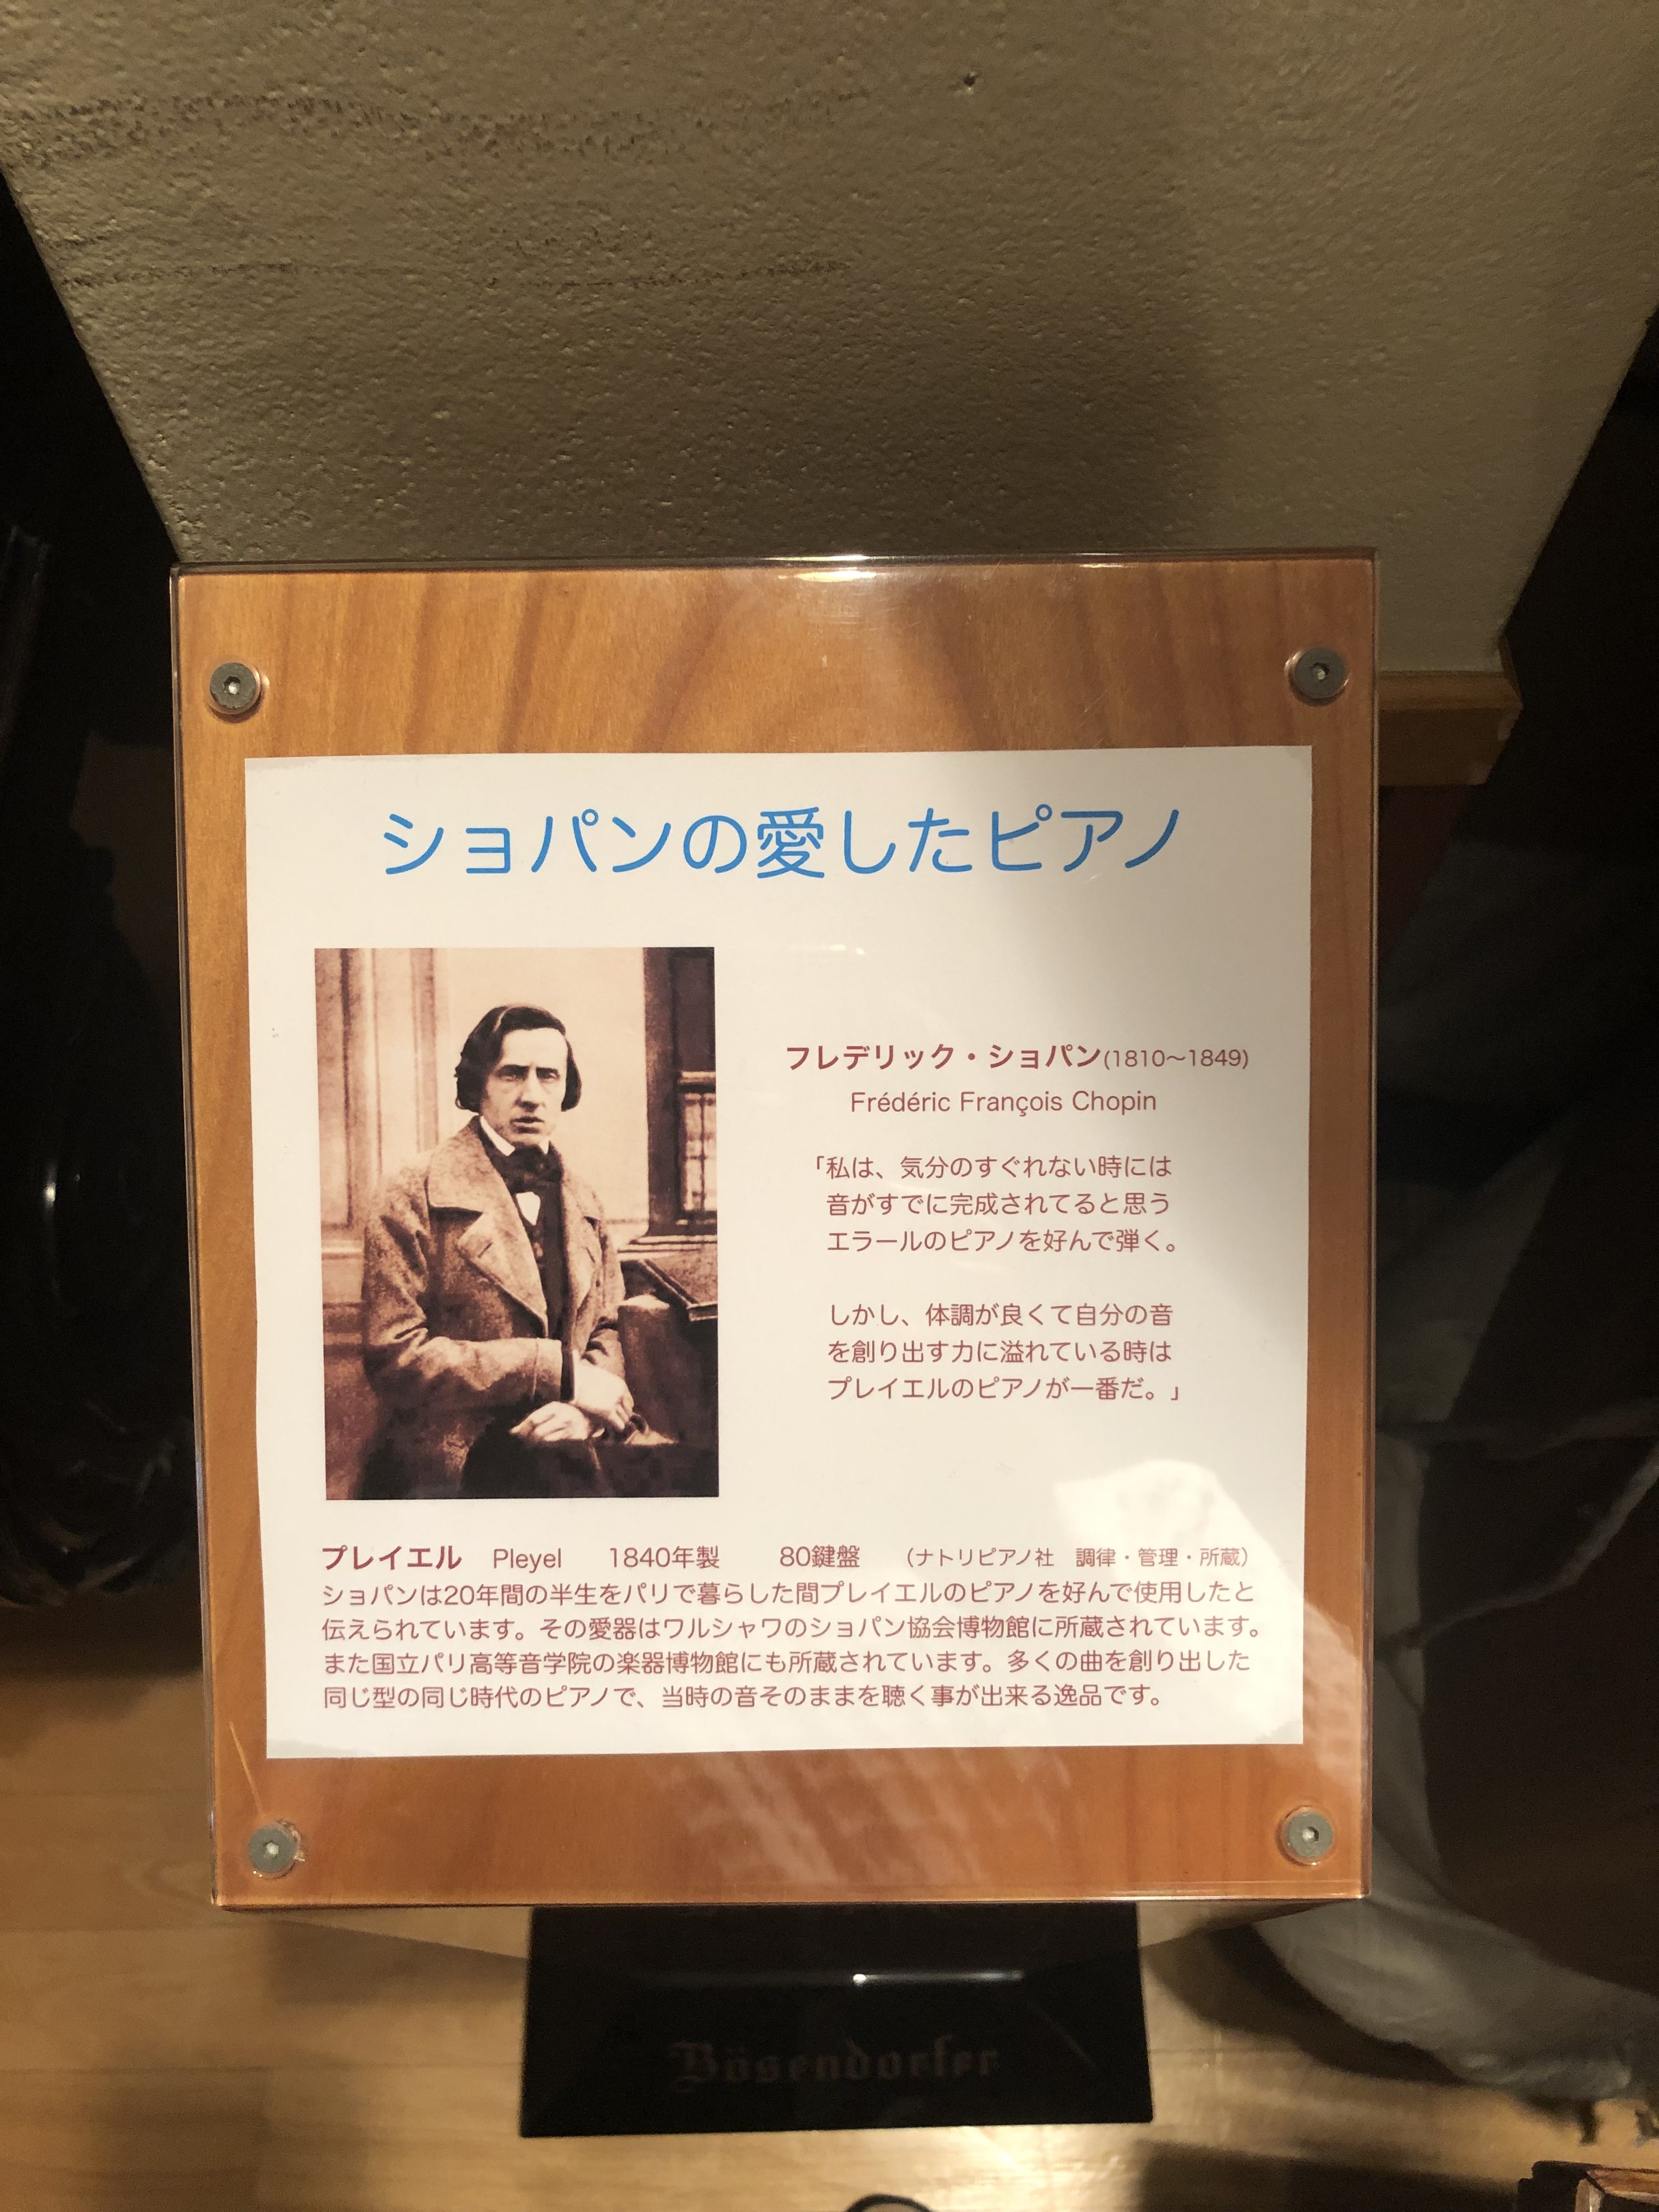 ショパンの愛したピアノ
フレデリック・ショパン(1810〜1849)
Frédéric François Chopin
「私は、気分のすぐれない時には
音がすでに完成されてると思う
エラールのピアノを好んで弾く。
しかし、体調が良くて自分の音
を創り出す力に溢れている時は
プレイエルのピアノが一番だ。」
プレイエル　Pleyel　1840年製　80鍵盤　（ナトリピアノ社　調律・管理・所蔵）
ショパンは20年間の半生をパリで暮らした間プレイエルのピアノを好んで使用したと
伝えられています。その愛器はワルシャワのショパン協会博物館に所蔵されています。
また国立パリ高等音学院の楽器博物館にも所蔵されています。多くの曲を創り出した
同じ型の同じ時代のピアノで、当時の音そのままを聴く事が出来る逸品です。
Bösendorfer